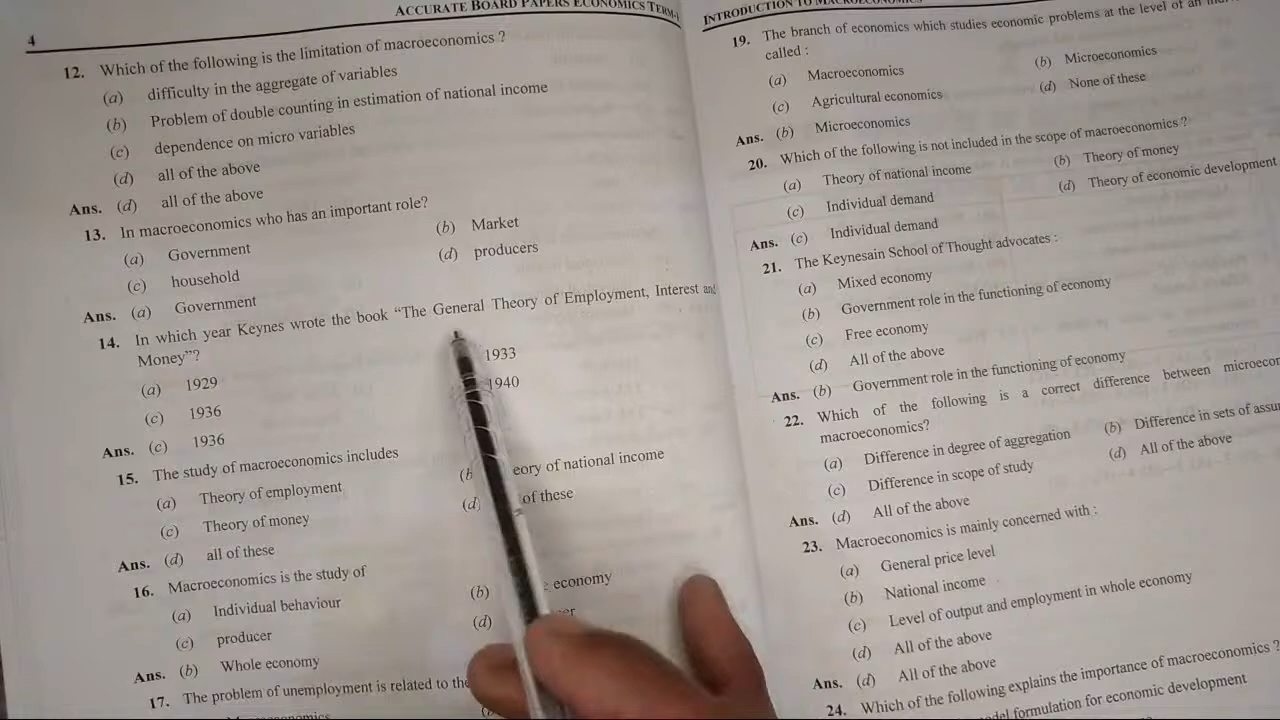 4
ACCURATE BOARD PAPERS ECONOMICS TERM-I
12. Which of the following is the limitation of macroeconomics ?
(a) difficulty in the aggregate of variables
(b) Problem of double counting in estimation of national income
(c) dependence on micro variables
(d) all of the above
Ans. (d) all of the above
13. In macroeconomics who has an important role?
(a) Government (b) Market
(c) household (d) producers
Ans. (a) Government
14. In which year Keynes wrote the book “The General Theory of Employment, Interest and
Money”?
(a) 1929 1933
(c) 1936 1940
Ans. (c) 1936
15. The study of macroeconomics includes
(a) Theory of employment (b eory of national income
(c) Theory of money (d) of these
Ans. (d) all of these
16. Macroeconomics is the study of
(a) Individual behaviour (b) economy
(c) producer (d)
Ans. (b) Whole economy
17. The problem of unemployment is related to the
INTRODUCTION TO
19. The branch of economics which studies economic problems at the level of an
called :
(a) Macroeconomics (b) Microeconomics
(c) Agricultural economics (d) None of these
Ans. (b) Microeconomics
20. Which of the following is not included in the scope of macroeconomics ?
(a) Theory of national income (b) Theory of money
(c) Individual demand (d) Theory of economic development
Ans. (c) Individual demand
21. The Keynesain School of Thought advocates :
(a) Mixed economy
(b) Government role in the functioning of economy
(c) Free economy
(d) All of the above
Ans. (b) Government role in the functioning of economy
22. Which of the following is a correct difference between microecon
macroeconomics?
(a) Difference in degree of aggregation (b) Difference in sets of assu
(c) Difference in scope of study (d) All of the above
Ans. (d) All of the above
23. Macroeconomics is mainly concerned with :
(a) General price level
(b) National income
(c) Level of output and employment in whole economy
(d) All of the above
Ans. (d) All of the above
24. Which of the following explains the importance of macroeconomics ?
formulation for economic development